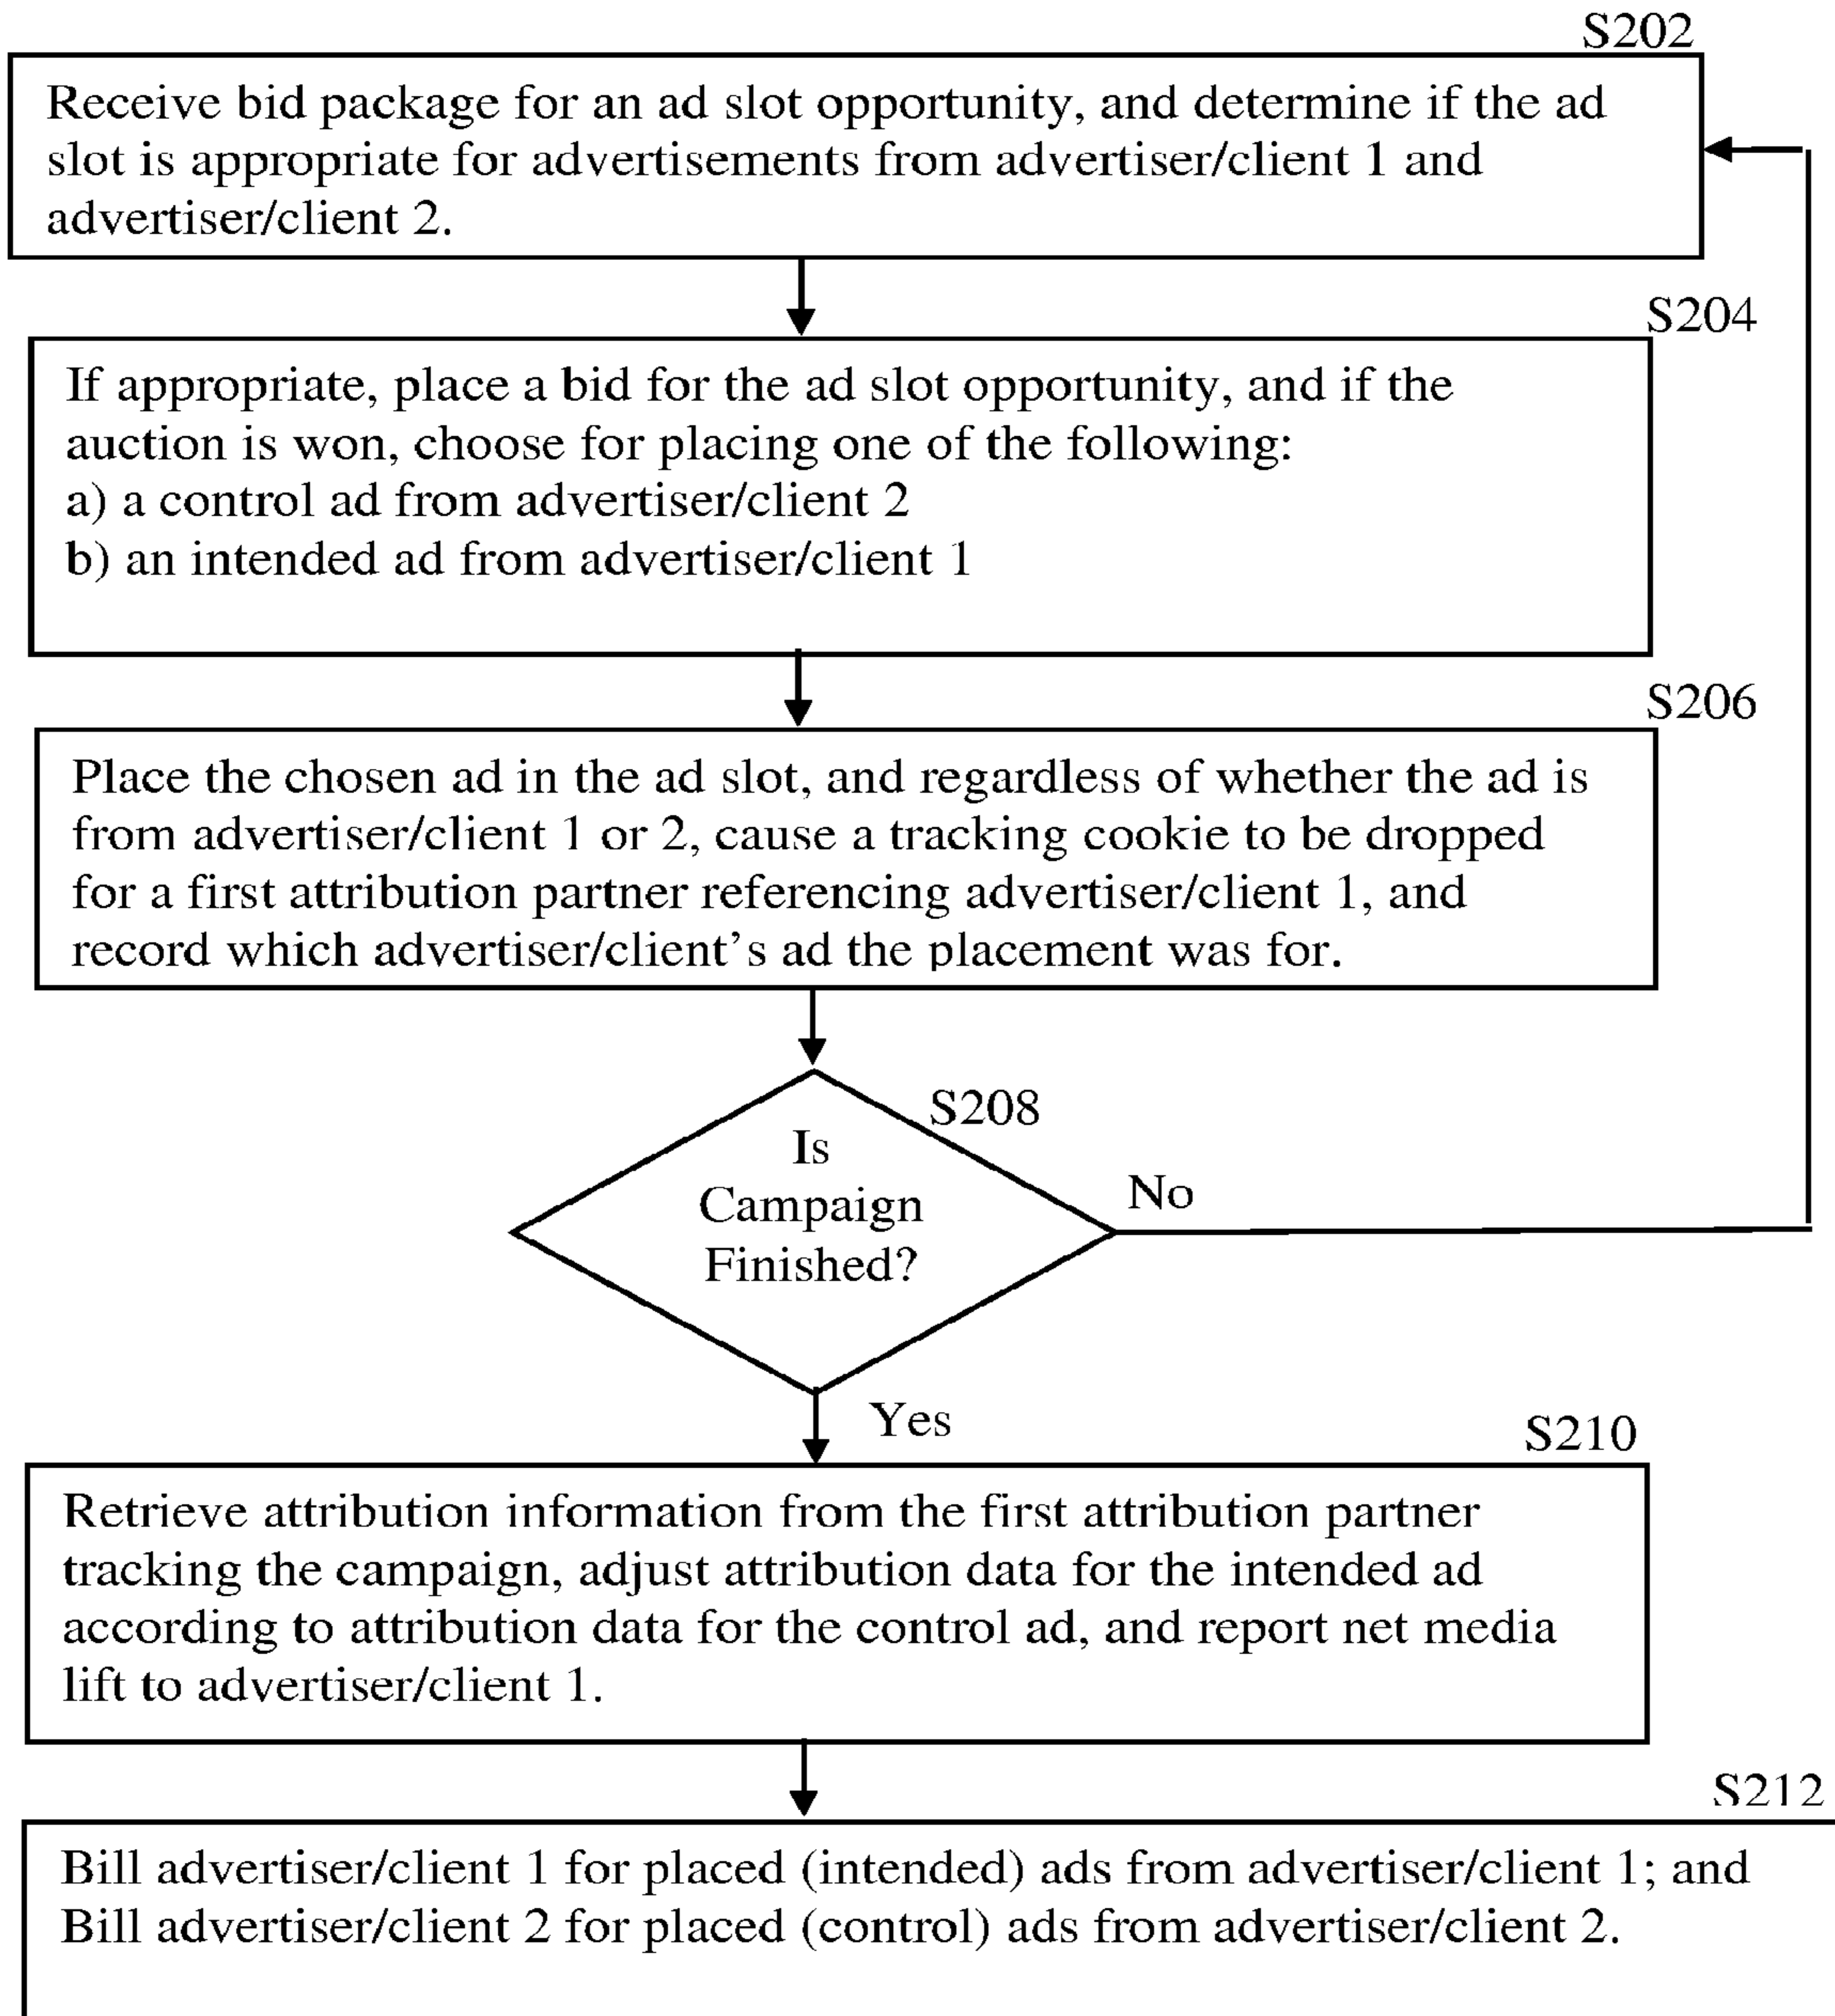 S202
Receive bid package for an ad slot opportunity, and determine if the ad
slot is appropriate for advertisements from advertiser/client 1 and
advertiser/client 2.
S204
If appropriate, place a bid for the ad slot opportunity, and if the
auction is won, choose for placing one of the following:
a) a control ad from advertiser/client 2
b) an intended ad from advertiser/client 1
S206
Place the chosen ad in the ad slot, and regardless of whether the ad is
from advertiser/client 1 or 2, cause a tracking cookie to be dropped
for a first attribution partner referencing advertiser/client 1, and
record which advertiser/client's ad the placement was for.
S208
Is
Campaign
Finished?
No
Yes
S210
Retrieve attribution information from the first attribution partner
tracking the campaign, adjust attribution data for the intended ad
according to attribution data for the control ad, and report net media
lift to advertiser/client 1.
S212
Bill advertiser/client 1 for placed (intended) ads from advertiser/client 1; and
Bill advertiser/client 2 for placed (control) ads from advertiser/client 2.